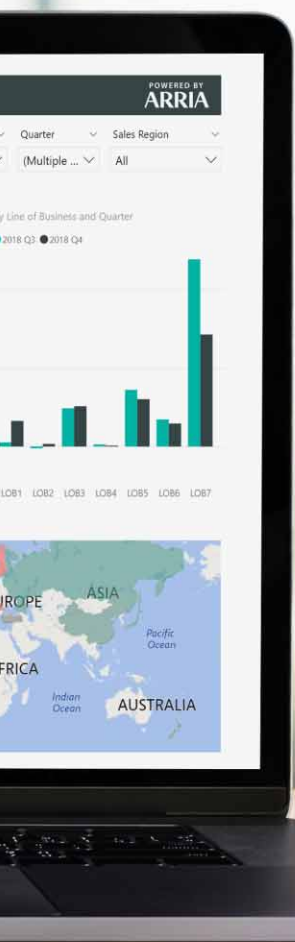 POWERED BY
ARRIA
Quarter Sales Region
(Multiple ... All
y Line of Business and Quarter
2018 Q3 2018 Q4
LOB1 LOB2 LOB3 LOB4 LOB5 LOB6 LOB7
ASIA
UROPE
Pacific
Ocean
FRICA
Indian
Ocean
AUSTRALIA